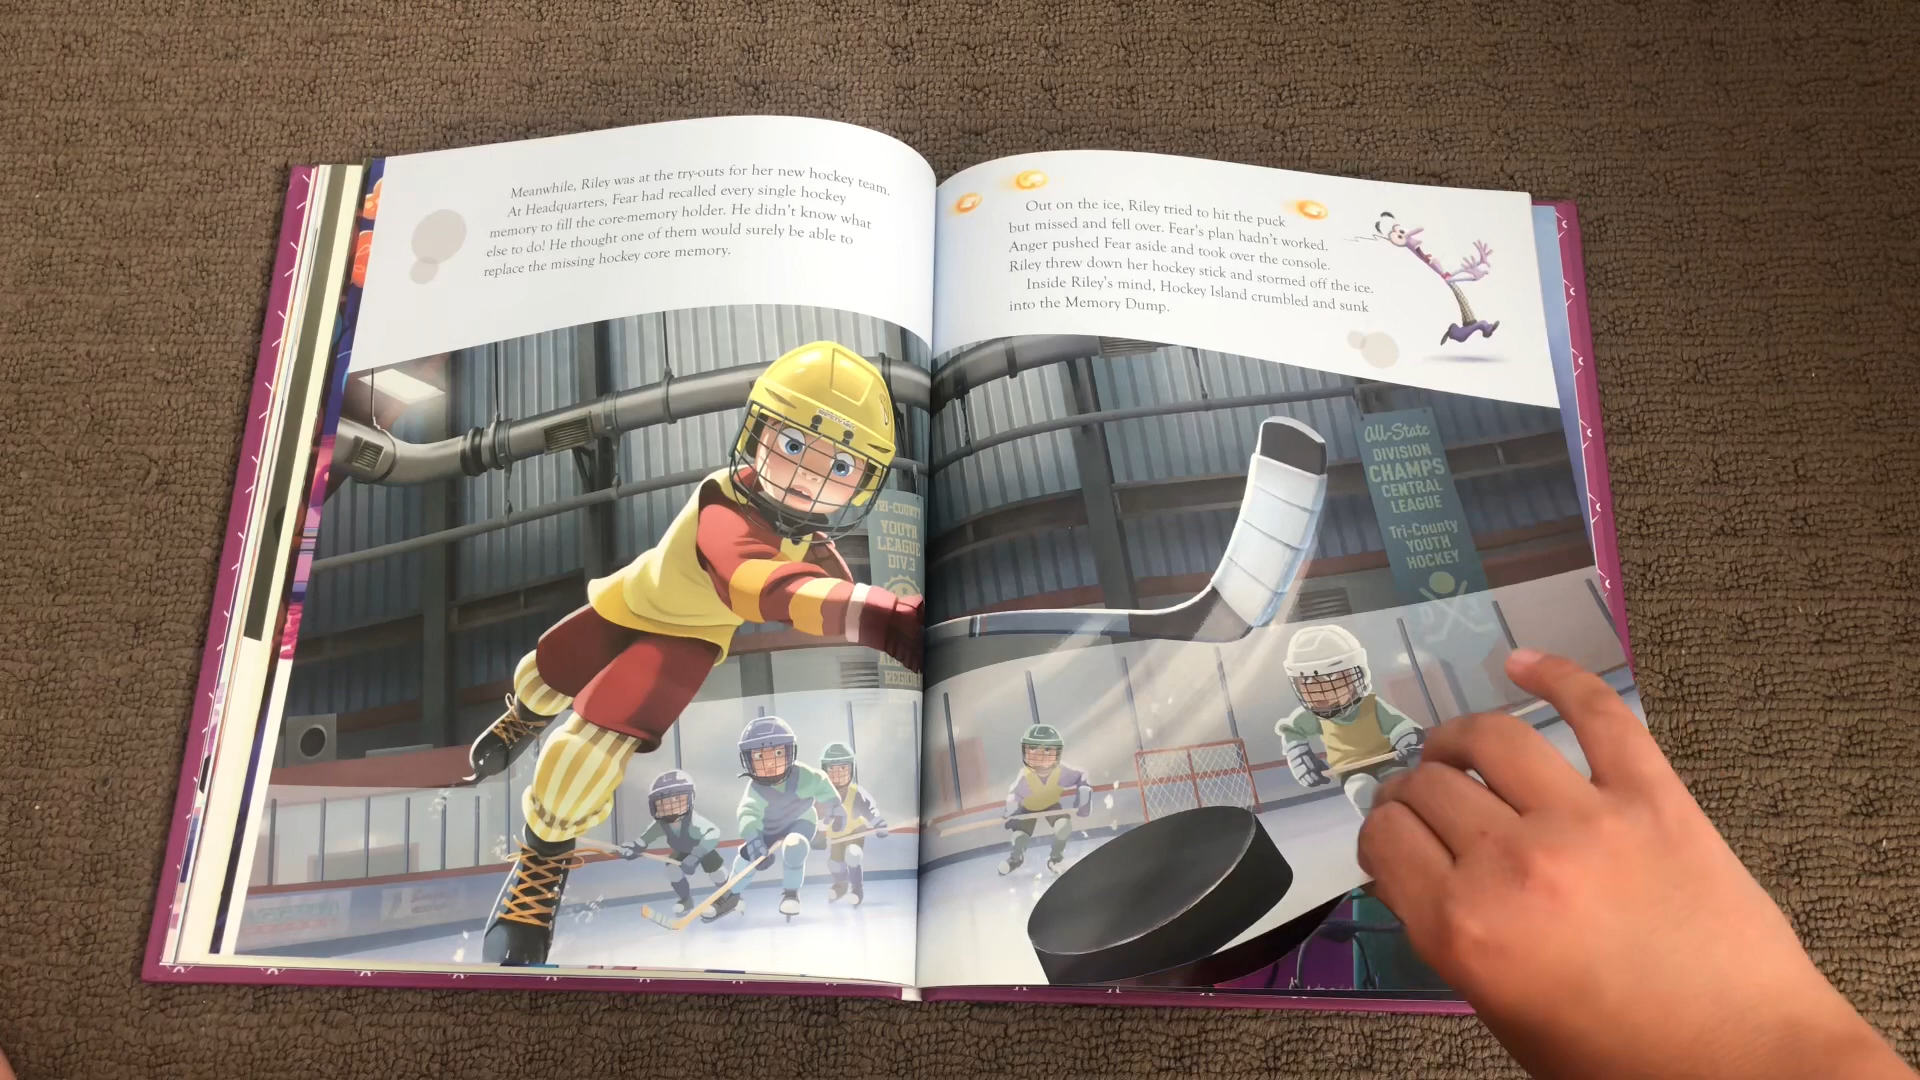 Meanwhile, Riley was at the try-outs for her new hockey team.
At Headquarters, Fear had recalled every single hockey
memory to fill the core-memory holder. He didn't know what
else to do! He thought one of them would surely be able to
replace the missing hockey core memory.
Out on the ice, Riley tried to hit the puck
but missed and fell over. Fear's plan hadn't worked.
Anger pushed Fear aside and took over the console.
Riley threw down her hockey stick and stormed off the ice.
Inside Riley's mind, Hockey Island crumbled and sunk
into the Memory Dump.
TRI-COUNTY
YOUTH
LEAGUE
DIV.3
All-State
DIVISION
CHAMPS
CENTRAL
LEAGUE
Tri-County
YOUTH
HOCKEY